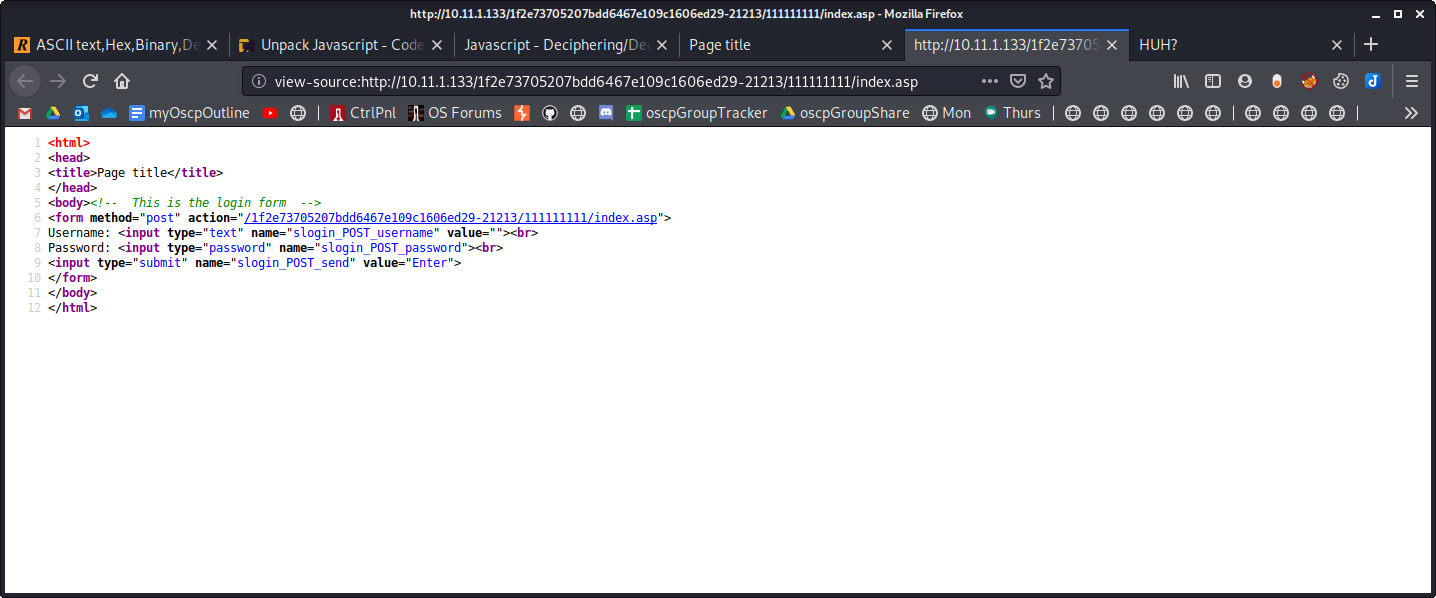 http://10.11.1.133/1f2e73705207bdd6467e109c1606ed29-21213/111111111/index.asp - Mozilla Firefox
R ASCII text,Hex,Binary,De Unpack Javascript - Code Javascript - Deciphering/Dec Page title http://10.11.1.133/1f2e73705 HUH?
view-source:http://10.11.1.133/1f2e73705207bdd6467e109c1606ed29-21213/111111111/index.asp
myOscpOutline CtrlPnl OS Forums oscpGroupTracker oscpGroupShare Mon Thurs
1 <html>
2 <head>
3 <title>Page title</title>
4 </head>
5 <body><!--  This is the login form  -->
6 <form method="post" action="/1f2e73705207bdd6467e109c1606ed29-21213/111111111/index.asp">
7 Username: <input type="text" name="slogin_POST_username" value=""><br>
8 Password: <input type="password" name="slogin_POST_password"><br>
9 <input type="submit" name="slogin_POST_send" value="Enter">
10 </form>
11 </body>
12 </html>